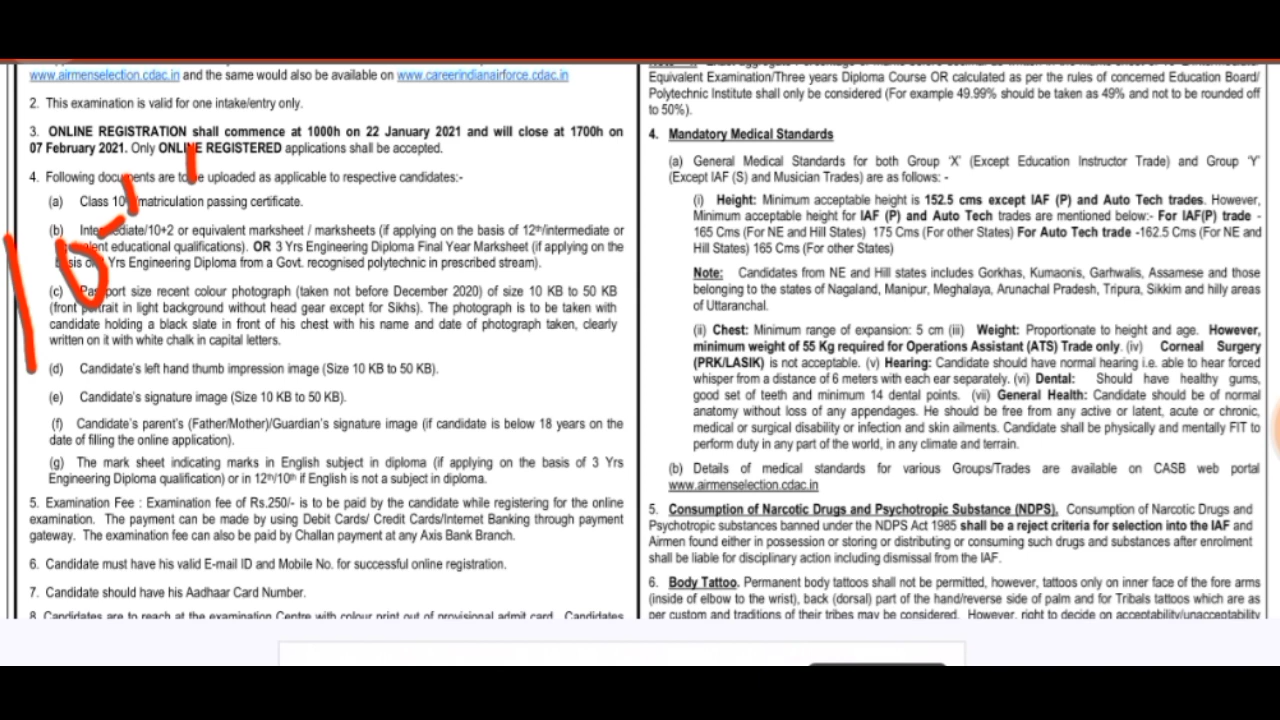 www.airmenselection.cdac.in and the same would also be available on www.careerindianairforce.cdac.in
2. This examination is valid for one intake/entry only.
3. ONLINE REGISTRATION shall commence at 1000h on 22 January 2021 and will close at 1700h on
07 February 2021. Only ONLINE REGISTERED applications shall be accepted.
4. Following documents are to be uploaded as applicable to respective candidates:-
(a) Class 10th matriculation passing certificate.
(b) Intermediate/10+2 or equivalent marksheet / marksheets (if applying on the basis of 12th/intermediate or
equivalent educational qualifications). OR 3 Yrs Engineering Diploma Final Year Marksheet (if applying on the
basis of Yrs Engineering Diploma from a Govt. recognised polytechnic in prescribed stream).
(c) Passport size recent colour photograph (taken not before December 2020) of size 10 KB to 50 KB
(front portrait in light background without head gear except for Sikhs). The photograph is to be taken with
candidate holding a black slate in front of his chest with his name and date of photograph taken, clearly
written on it with white chalk in capital letters.
(d) Candidate's left hand thumb impression image (Size 10 KB to 50 KB).
(e) Candidate's signature image (Size 10 KB to 50 KB).
(f) Candidate's parent's (Father/Mother)/Guardian's signature image (if candidate is below 18 years on the
date of filling the online application).
(g) The mark sheet indicating marks in English subject in diploma (if applying on the basis of 3 Yrs
Engineering Diploma qualification) or in 12th/10th if English is not a subject in diploma.
5. Examination Fee : Examination fee of Rs.250/- is to be paid by the candidate while registering for the online
examination. The payment can be made by using Debit Cards/ Credit Cards/Internet Banking through payment
gateway. The examination fee can also be paid by Challan payment at any Axis Bank Branch.
6. Candidate must have his valid E-mail ID and Mobile No. for successful online registration.
7. Candidate should have his Aadhaar Card Number.
8. Candidates are to reach at the examination Centre with colour print out of provisional admit card. Candidates
Equivalent Examination/Three years Diploma Course OR calculated as per the rules of concerned Education Board/
Polytechnic Institute shall only be considered (For example 49.99% should be taken as 49% and not to be rounded off
to 50%).
4. Mandatory Medical Standards
(a) General Medical Standards for both Group 'X' (Except Education Instructor Trade) and Group 'Y'
(Except IAF (S) and Musician Trades) are as follows: -
(i) Height: Minimum acceptable height is 152.5 cms except IAF (P) and Auto Tech trades. However,
Minimum acceptable height for IAF (P) and Auto Tech trades are mentioned below:- For IAF(P) trade -
165 Cms (For NE and Hill States) 175 Cms (For other States) For Auto Tech trade -162.5 Cms (For NE and
Hill States) 165 Cms (For other States)
Note: Candidates from NE and Hill states includes Gorkhas, Kumaonis, Garhwalis, Assamese and those
belonging to the states of Nagaland, Manipur, Meghalaya, Arunachal Pradesh, Tripura, Sikkim and hilly areas
of Uttaranchal.
(ii) Chest: Minimum range of expansion: 5 cm (iii) Weight: Proportionate to height and age. However,
minimum weight of 55 Kg required for Operations Assistant (ATS) Trade only. (iv) Corneal Surgery
(PRK/LASIK) is not acceptable. (v) Hearing: Candidate should have normal hearing i.e. able to hear forced
whisper from a distance of 6 meters with each ear separately. (vi) Dental: Should have healthy gums,
good set of teeth and minimum 14 dental points. (vii) General Health: Candidate should be of normal
anatomy without loss of any appendages. He should be free from any active or latent, acute or chronic,
medical or surgical disability or infection and skin ailments. Candidate shall be physically and mentally FIT to
perform duty in any part of the world, in any climate and terrain.
(b) Details of medical standards for various Groups/Trades are available on CASB web portal
www.airmenselection.cdac.in
5. Consumption of Narcotic Drugs and Psychotropic Substance (NDPS). Consumption of Narcotic Drugs and
Psychotropic substances banned under the NDPS Act 1985 shall be a reject criteria for selection into the IAF and
Airmen found either in possession or storing or distributing or consuming such drugs and substances after enrolment
shall be liable for disciplinary action including dismissal from the IAF.
6. Body Tattoo. Permanent body tattoos shall not be permitted, however, tattoos only on inner face of the fore arms
(inside of elbow to the wrist), back (dorsal) part of the hand/reverse side of palm and for Tribals tattoos which are as
per custom and traditions of their tribes may be considered. However, right to decide on acceptability/unacceptability